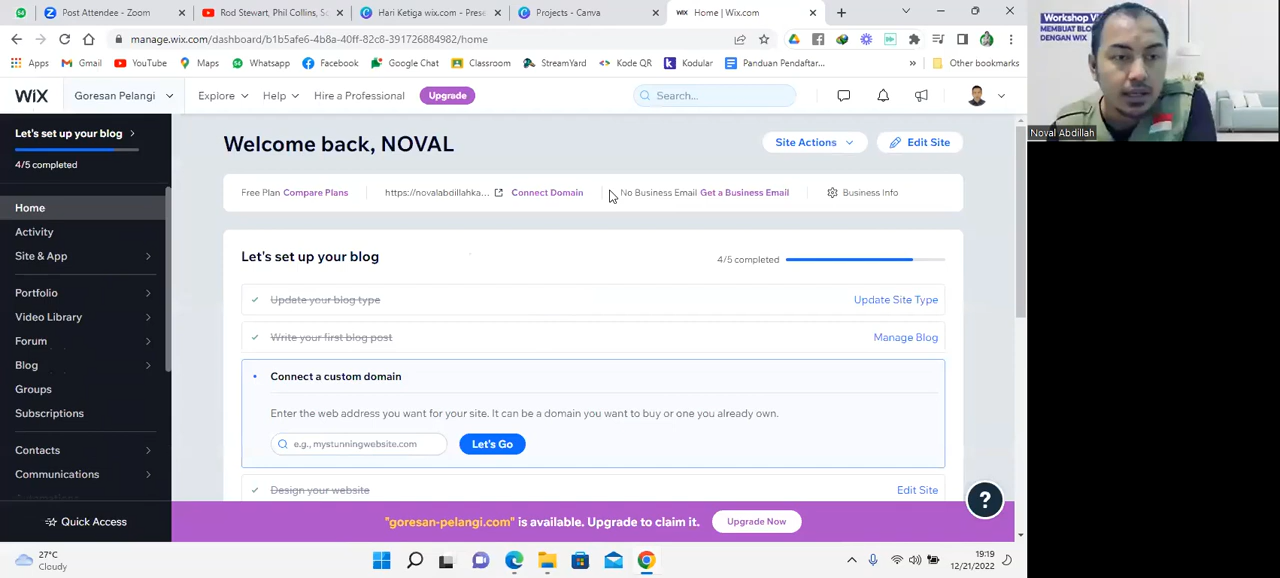 Post Attendee - Zoom
Rod Stewart, Phil Collins, Sc
Hari Ketiga wix.com - Prese
Projects - Canva
WiX Home | Wix.com
manage.wix.com/dashboard/b1b5afe6-4b8a-4 391726884982/home
Apps Gmail YouTube Maps Whatsapp Facebook Google Chat Classroom StreamYard Kode QR Kodular Panduan Pendaftar... » Other bookmarks
WiX Goresan Pelangi Explore Help Hire a Professional Upgrade Search...
Let's set up your blog
4/5 completed
Home
Activity
Site & App
Portfolio
Video Library
Forum
Blog
Groups
Subscriptions
Contacts
Communications
Quick Access
Welcome back, NOVAL
Site Actions Edit Site
Free Plan Compare Plans https://novalabdillahka... Connect Domain No Business Email Get a Business Email Business Info
Let's set up your blog 4/5 completed
Update your blog type Update Site Type
Write your first blog post Manage Blog
Connect a custom domain
Enter the web address you want for your site. It can be a domain you want to buy or one you already own.
e.g., mystunningwebsite.com Let's Go
Design your website Edit Site
?
"goresan-pelangi.com" is available. Upgrade to claim it. Upgrade Now
27°C
Cloudy
19:19
12/21/2022
Workshop Vi
MEMBUAT BLO
DENGAN WIX
Noval Abdillah